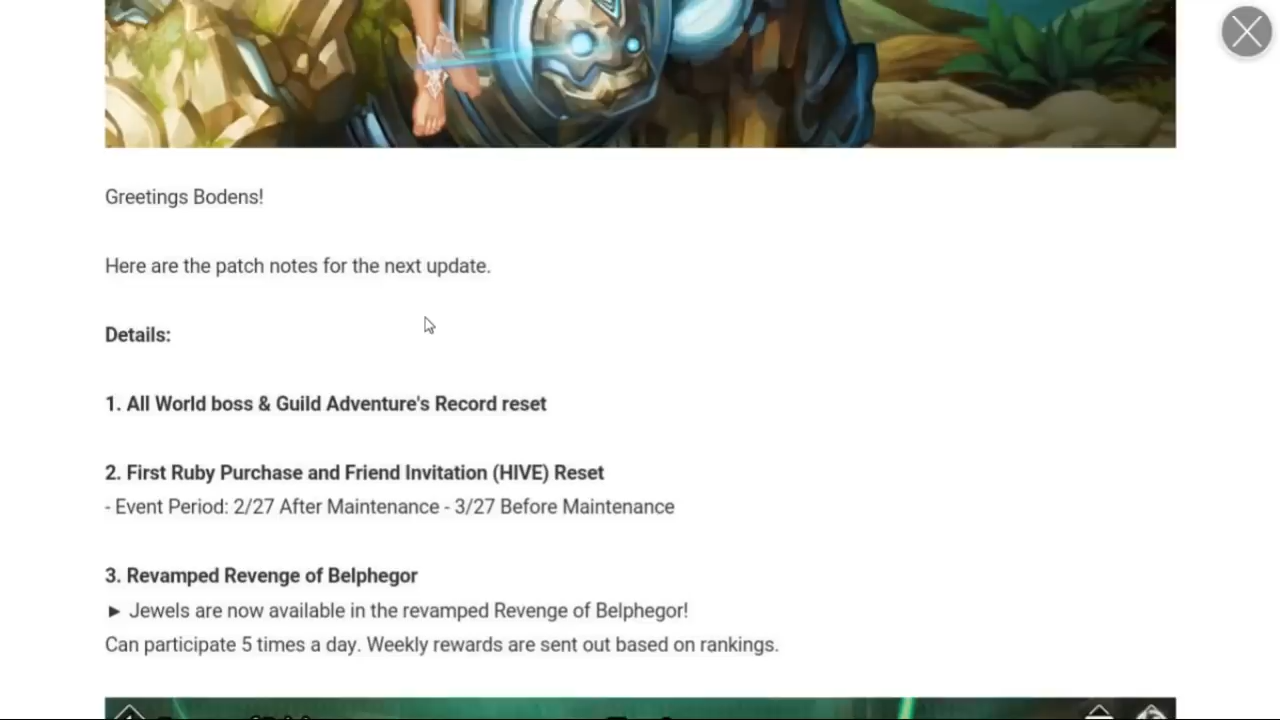 Greetings Bodens!
Here are the patch notes for the next update.
Details:
1. All World boss & Guild Adventure's Record reset
2. First Ruby Purchase and Friend Invitation (HIVE) Reset
- Event Period: 2/27 After Maintenance - 3/27 Before Maintenance
3. Revamped Revenge of Belphegor
► Jewels are now available in the revamped Revenge of Belphegor!
Can participate 5 times a day. Weekly rewards are sent out based on rankings.